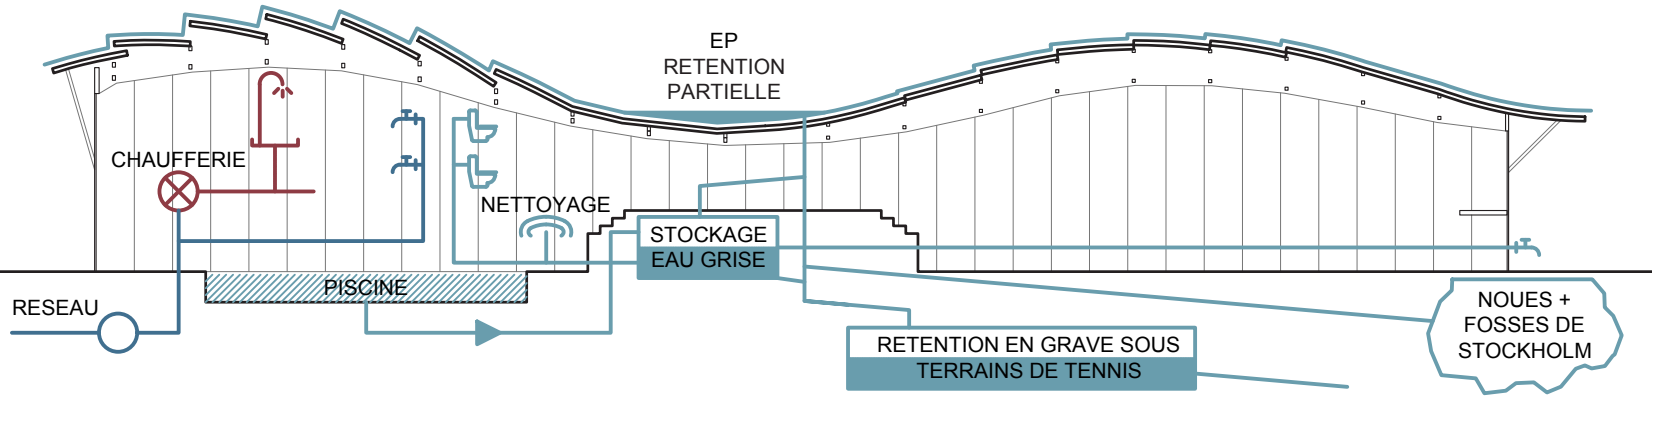 EP
RETENTION
PARTIELLE
CHAUFFERIE
NETTOYAGE
STOCKAGE
EAU GRISE
PISCINE
RESEAU
NOUES +
FOSSES DE
STOCKHOLM
RETENTION EN GRAVE SOUS
TERRAINS DE TENNIS